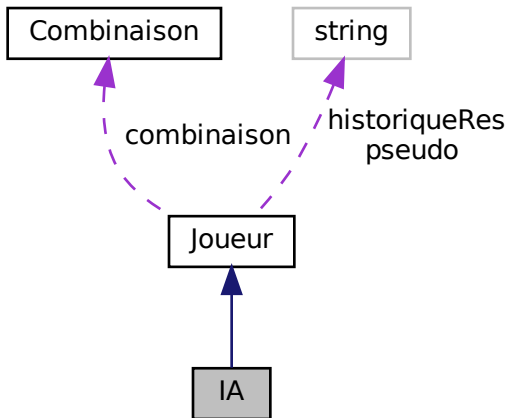 Combinaison
string
combinaison
historiqueRes
pseudo
Joueur
IA